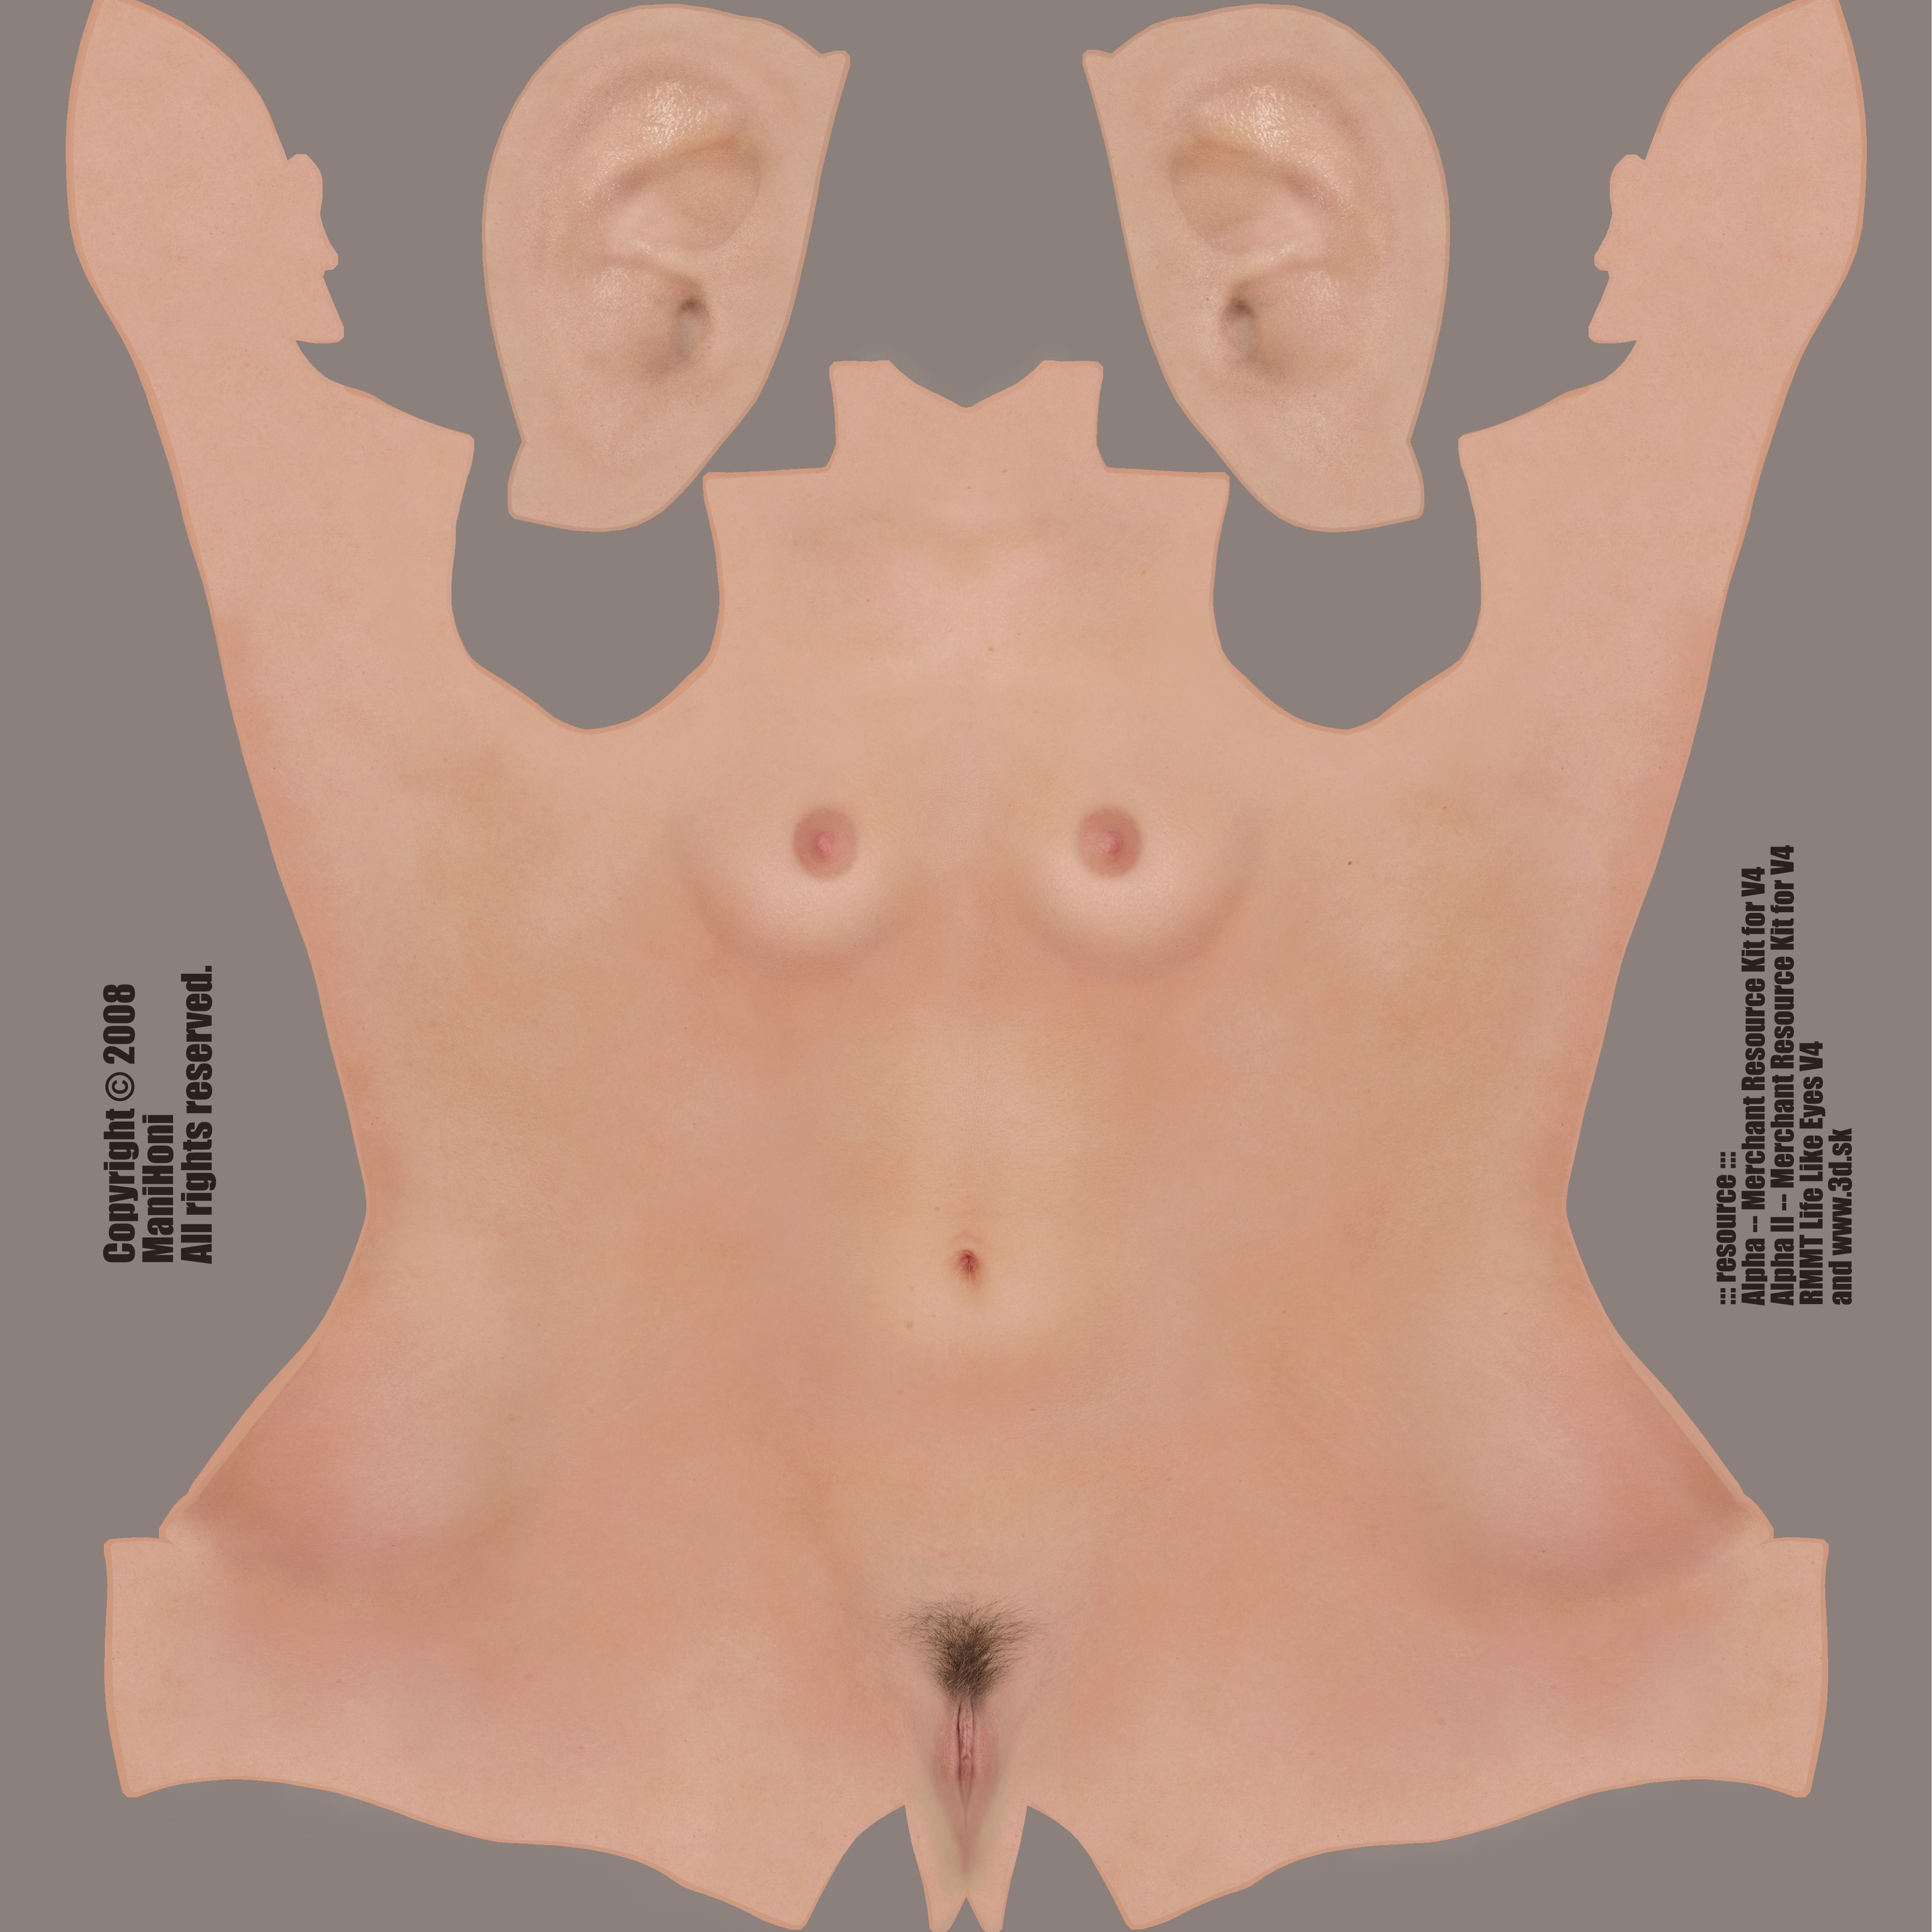 Copyright © 2008
ManiHoni
All rights reserved.
::: resource :::
Alpha -- Merchant Resource Kit for V4
Alpha II -- Merchant Resource Kit for V4
RMMT Life Like Eyes V4
and www.3d.sk